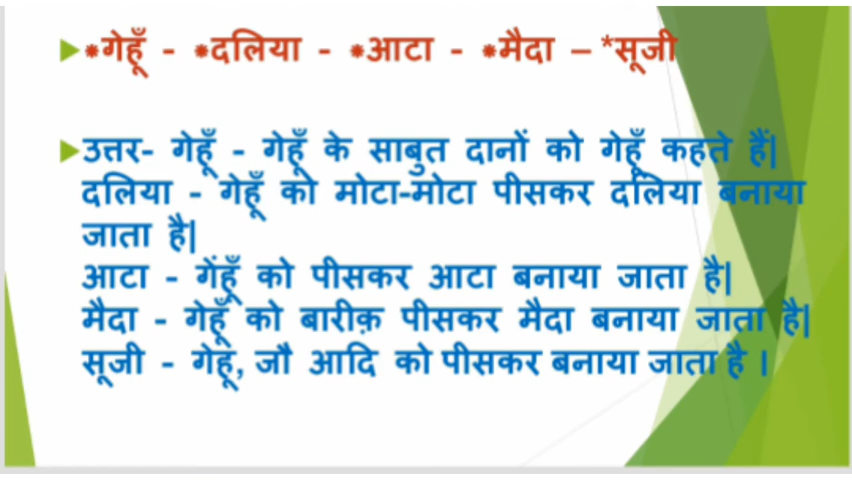 *गेहूँ - *दलिया - *आटा - *मैदा – *सूजी
उत्तर- गेहूँ - गेहूँ के साबुत दानों को गेहूँ कहते हैं|
दलिया - गेहूँ को मोटा-मोटा पीसकर दलिया बनाया
जाता है|
आटा - गेंहूँ को पीसकर आटा बनाया जाता है|
मैदा - गेहूँ को बारीक़ पीसकर मैदा बनाया जाता है|
सूजी - गेहूं, जौ आदि को पीसकर बनाया जाता है ।